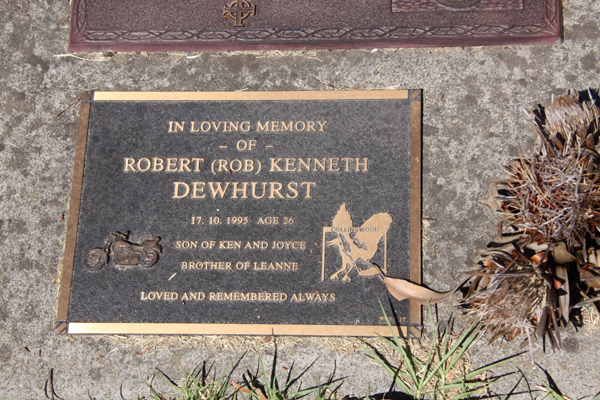 IN LOVING MEMORY
– OF –
ROBERT (ROB) KENNETH
DEWHURST
17. 10. 1995 AGE 26
SON OF KEN AND JOYCE
BROTHER OF LEANNE
COLLINGWOOD
LOVED AND REMEMBERED ALWAYS